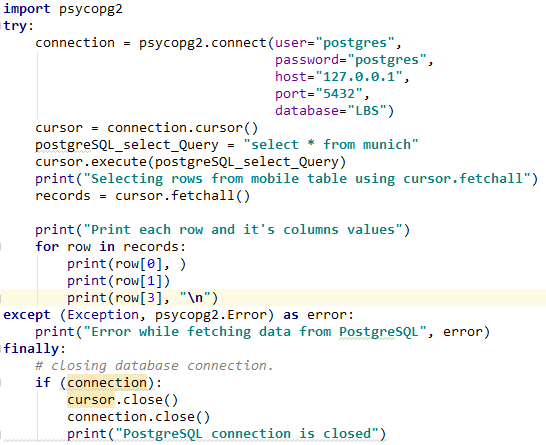 import psycopg2
try:
    connection = psycopg2.connect(user="postgres",
                                  password="postgres",
                                  host="127.0.0.1",
                                  port="5432",
                                  database="LBS")
    cursor = connection.cursor()
    postgreSQL_select_Query = "select * from munich"
    cursor.execute(postgreSQL_select_Query)
    print("Selecting rows from mobile table using cursor.fetchall")
    records = cursor.fetchall()

    print("Print each row and it's columns values")
    for row in records:
        print(row[0], )
        print(row[1])
        print(row[3], "\n")
except (Exception, psycopg2.Error) as error:
    print("Error while fetching data from PostgreSQL", error)
finally:
    # closing database connection.
    if (connection):
        cursor.close()
        connection.close()
        print("PostgreSQL connection is closed")